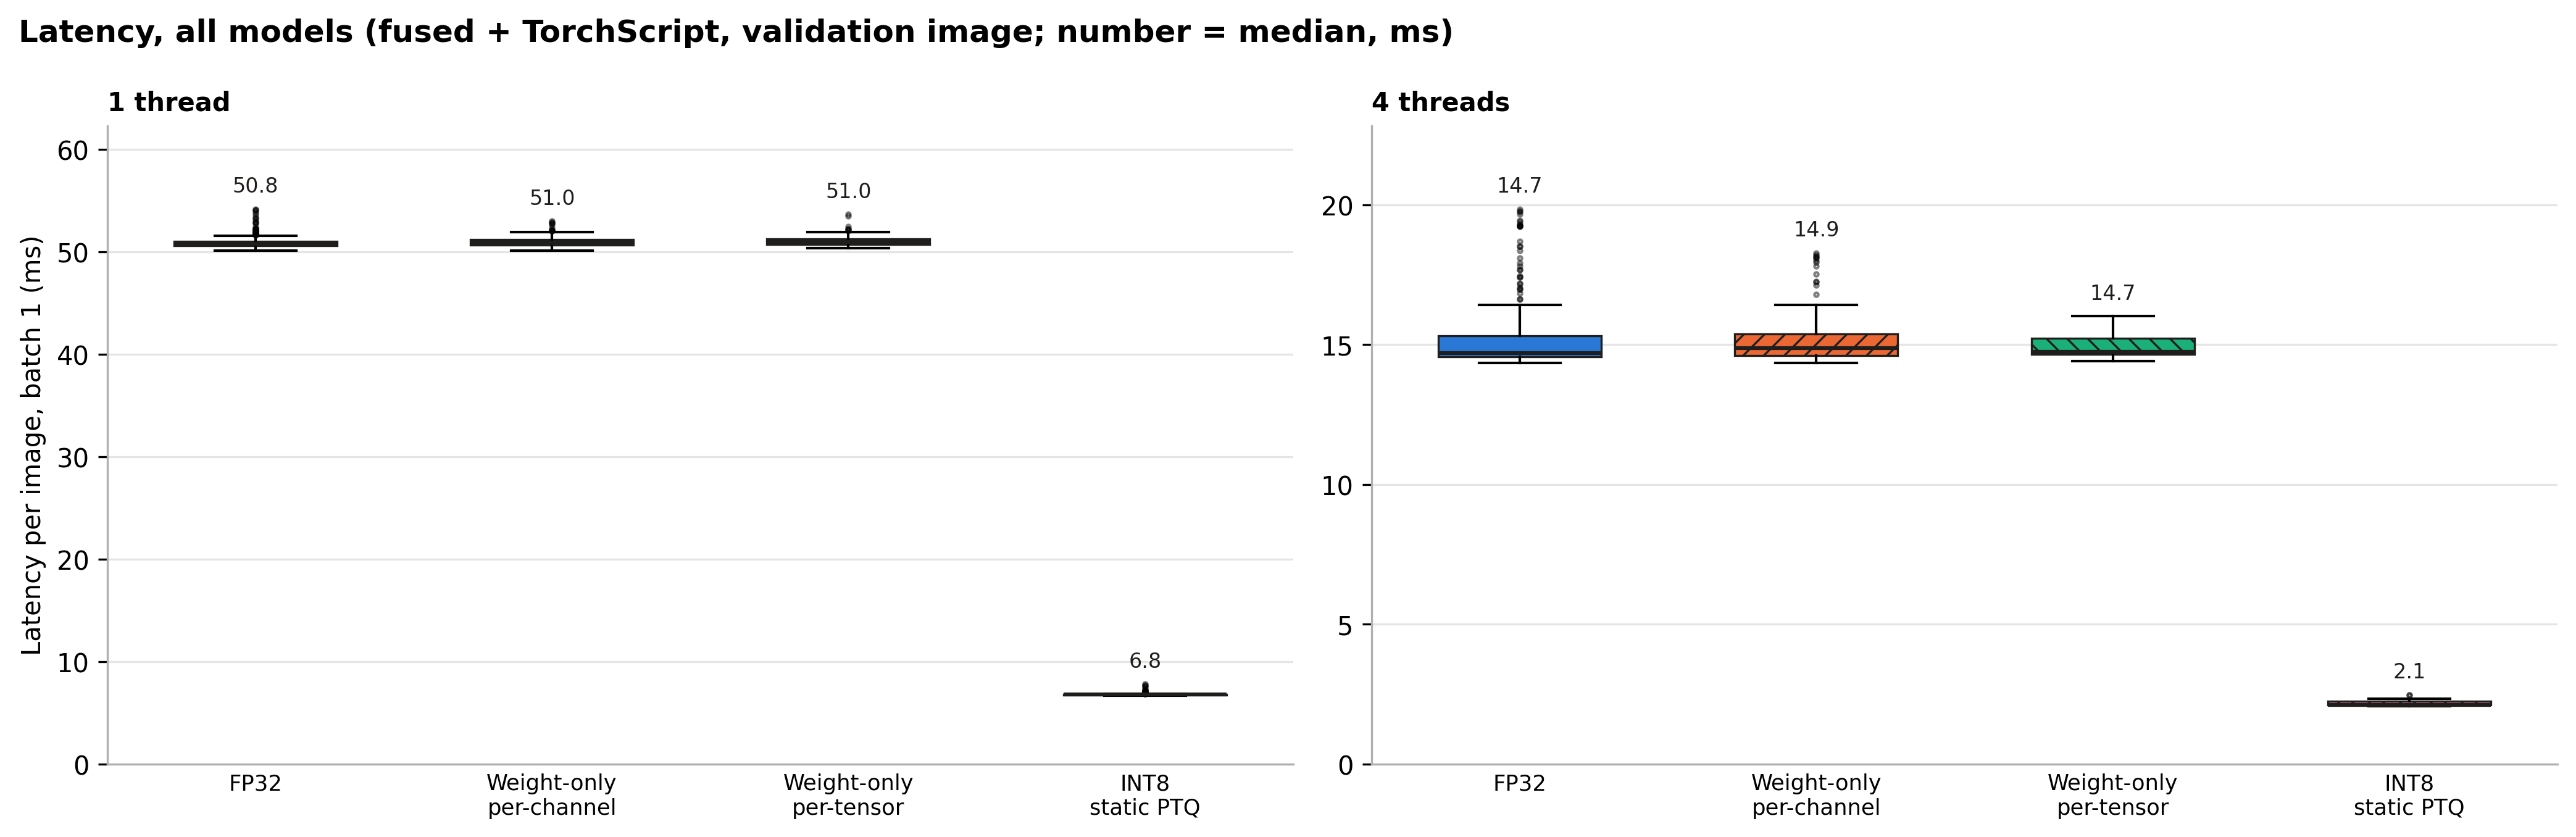 Latency, all models (fused + TorchScript, validation image; number = median, ms)
1 thread
Latency per image, batch 1 (ms)
60
50
40
30
20
10
0
50.8
51.0
51.0
6.8
FP32
Weight-only
per-channel
Weight-only
per-tensor
INT8
static PTQ
4 threads
20
15
10
5
0
14.7
14.9
14.7
2.1
FP32
Weight-only
per-channel
Weight-only
per-tensor
INT8
static PTQ